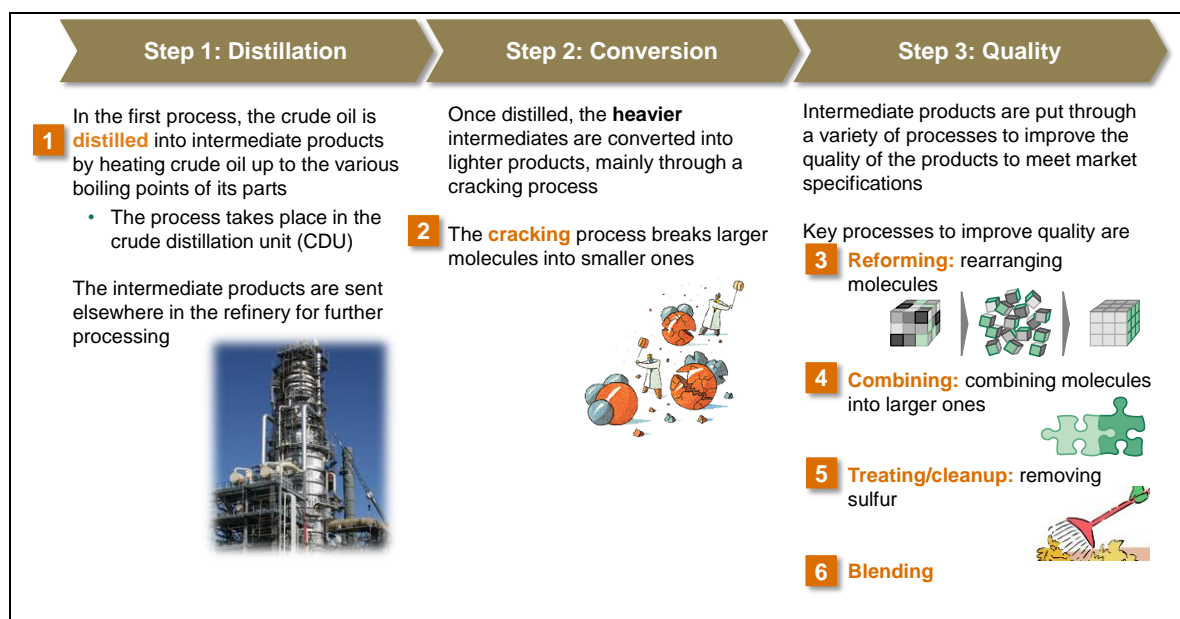 Step 1: Distillation
Step 2: Conversion
Step 3: Quality
1
In the first process, the crude oil is
distilled into intermediate products
by heating crude oil up to the various
boiling points of its parts
• The process takes place in the
crude distillation unit (CDU)
The intermediate products are sent
elsewhere in the refinery for further
processing
Once distilled, the heavier
intermediates are converted into
lighter products, mainly through a
cracking process
2
The cracking process breaks larger
molecules into smaller ones
Intermediate products are put through
a variety of processes to improve the
quality of the products to meet market
specifications
Key processes to improve quality are
3
Reforming: rearranging
molecules
4
Combining: combining molecules
into larger ones
5
Treating/cleanup: removing
sulfur
6
Blending